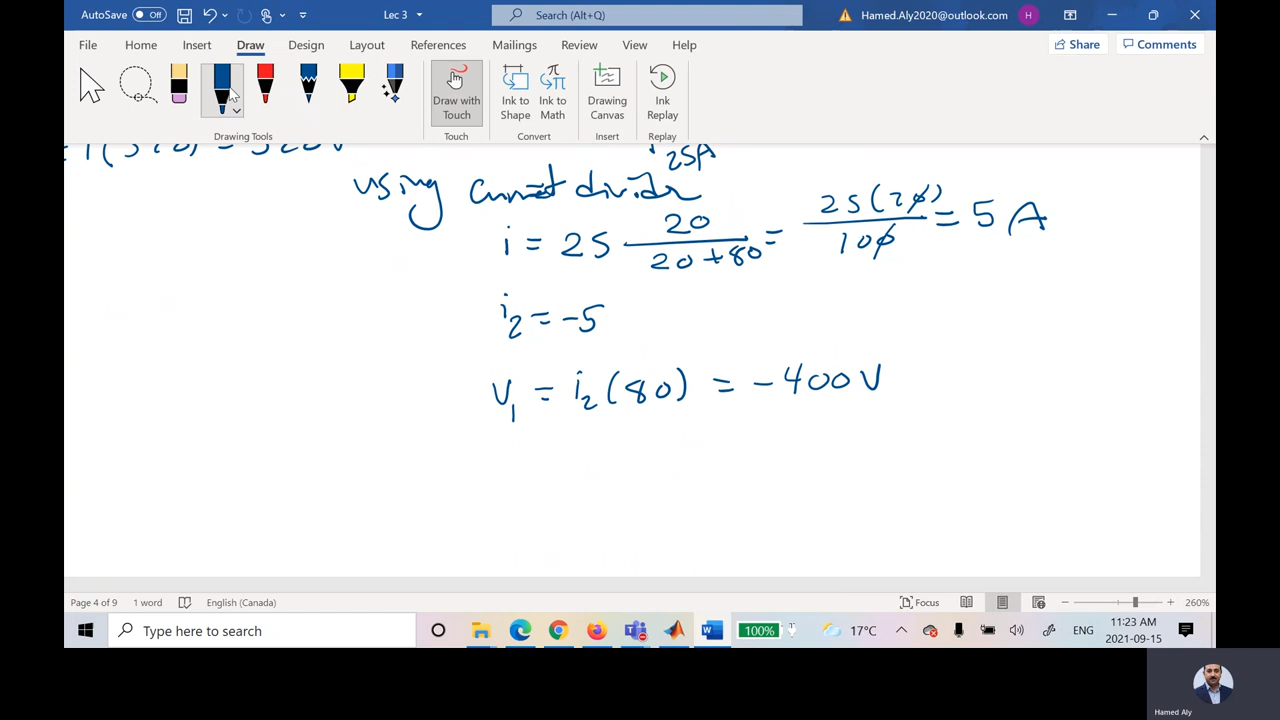 AutoSave Off Lec 3 Search (Alt+Q) Hamed.Aly2020@outlook.com H
File Home Insert Draw Design Layout References Mailings Review View Help Share Comments
Draw with Touch
Ink to Shape
Ink to Math
Drawing Canvas
Ink Replay
Drawing Tools Touch Convert Insert Replay
= 320V
25A
using current divider
i = 25 20 / 20+80 = 25(20) / 100 = 5 A
i2 = -5
V1 = i2(80) = -400V
Page 4 of 9 1 word English (Canada) Focus 260%
Type here to search 100% 17°C ENG 11:23 AM
2021-09-15
Hamed Aly